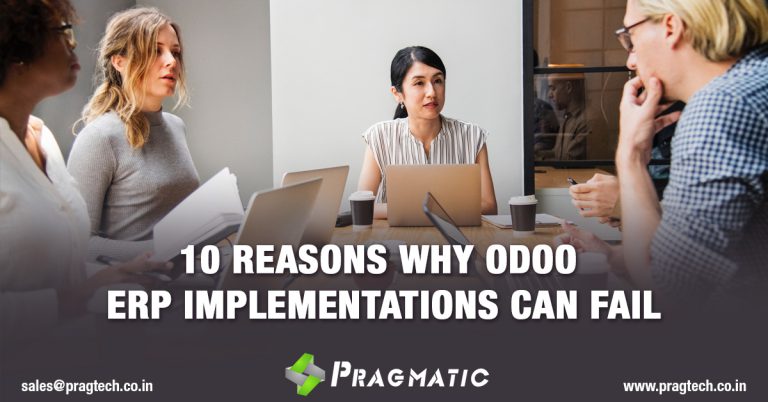 10 REASONS WHY ODOO
ERP IMPLEMENTATIONS CAN FAIL
PRAGMATIC
sales@pragtech.co.in
www.pragtech.co.in